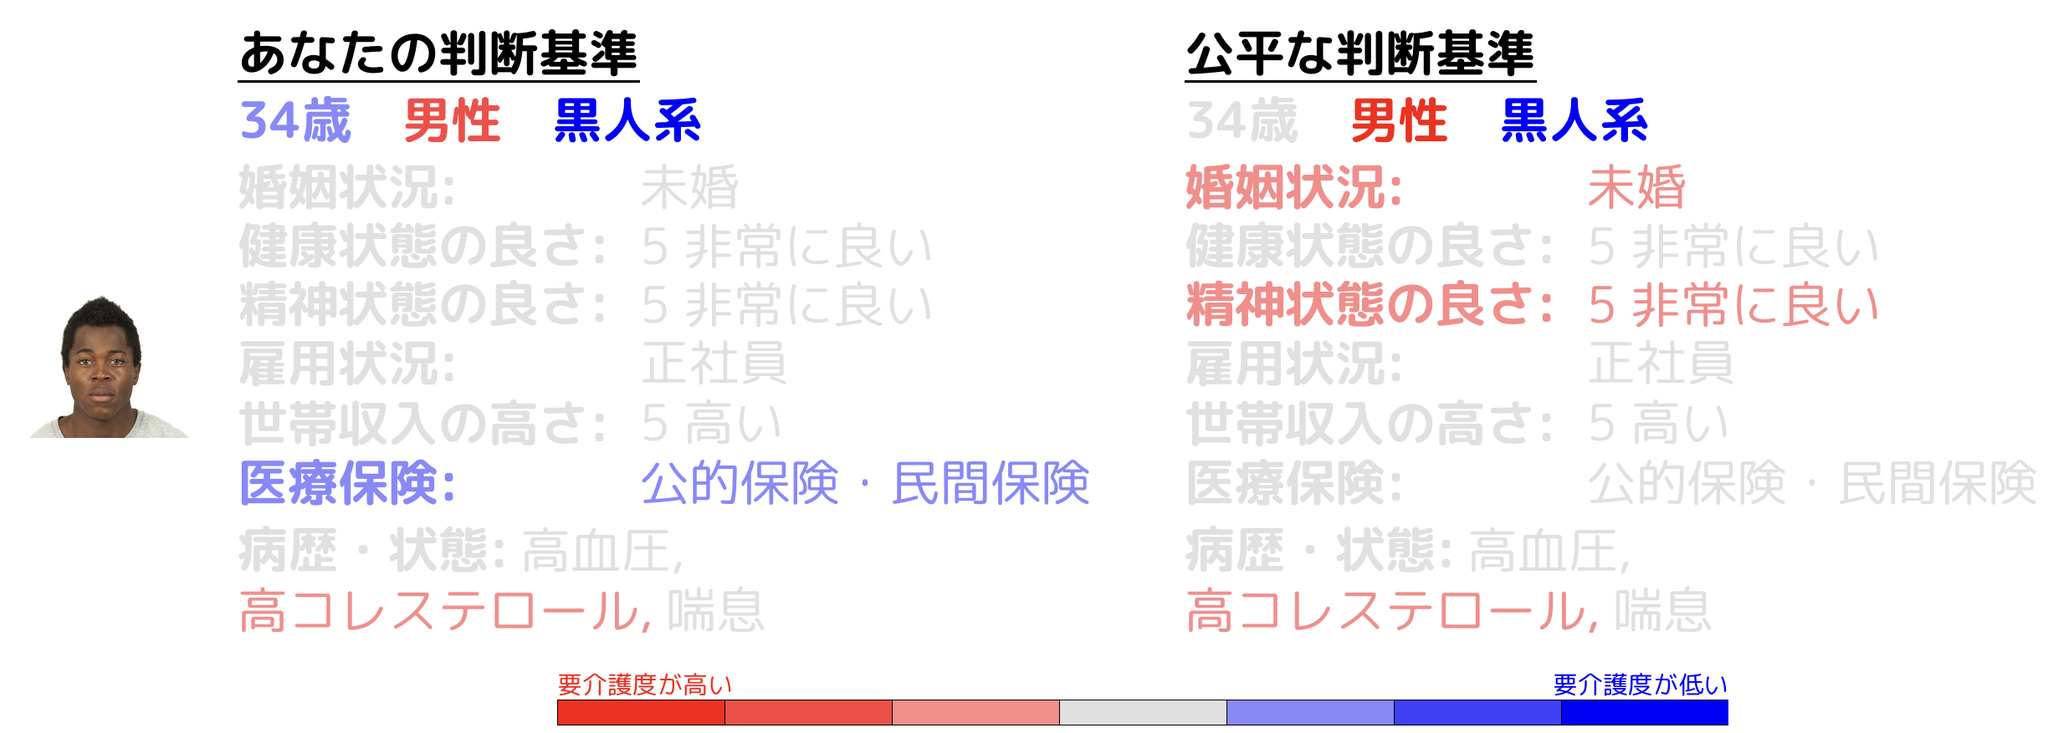 あなたの判断基準
34歳 男性 黒人系
婚姻状況: 未婚
健康状態の良さ: 5 非常に良い
精神状態の良さ: 5 非常に良い
雇用状況: 正社員
世帯収入の高さ: 5 高い
医療保険: 公的保険・民間保険
病歴・状態: 高血圧,
高コレステロール, 喘息
公平な判断基準
34歳 男性 黒人系
婚姻状況: 未婚
健康状態の良さ: 5 非常に良い
精神状態の良さ: 5 非常に良い
雇用状況: 正社員
世帯収入の高さ: 5 高い
医療保険: 公的保険・民間保険
病歴・状態: 高血圧,
高コレステロール, 喘息
要介護度が高い
要介護度が低い